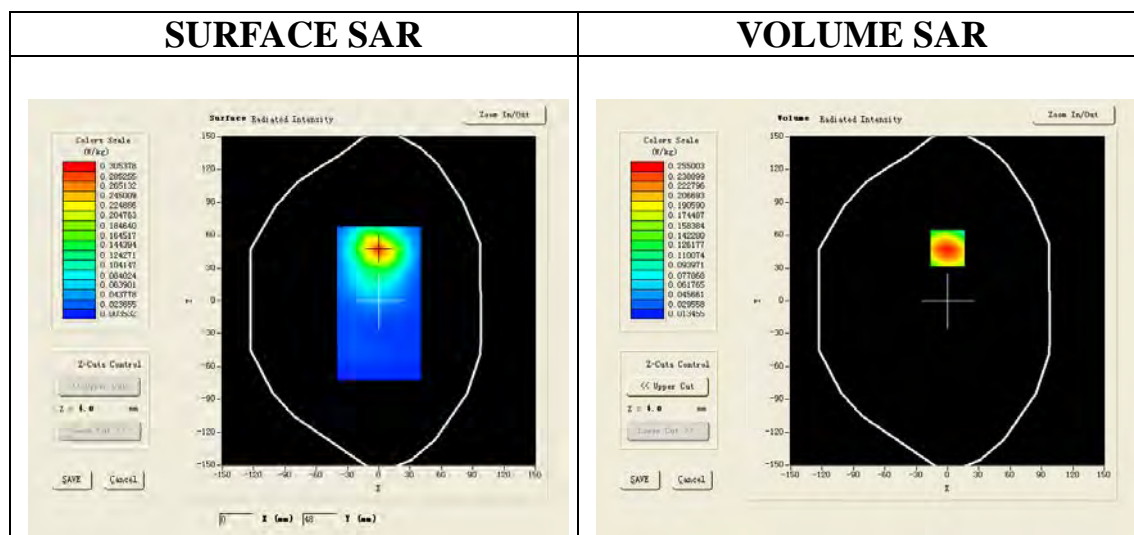 SURFACE SAR
VOLUME SAR
Surface Radiated Intensity
Zoom In/Out
Colors Scale
(W/kg)
0.305378
0.285255
0.265132
0.245009
0.224886
0.204763
0.184640
0.164517
0.144394
0.124271
0.104147
0.084024
0.063901
0.043778
0.023655
0.003532
Z-Cuts Control
Z = 4.0 mm
SAVE Cancel
150
120
90
60
30
0
-30
-60
-90
-120
-150
-150 -120 -90 -60 -30 0 30 60 90 120 150
0 X (mm) 48 Y (mm)
Volume Radiated Intensity
Zoom In/Out
Colors Scale
(W/kg)
0.255003
0.238899
0.222796
0.206693
0.190590
0.174487
0.158384
0.142280
0.126177
0.110074
0.093971
0.077868
0.061765
0.045661
0.029558
0.013455
Z-Cuts Control
<< Upper Cut
Z = 4.0 mm
Lower Cut >>
SAVE Cancel
150
120
90
60
30
0
-30
-60
-90
-120
-150
-150 -120 -90 -60 -30 0 30 60 90 120 150